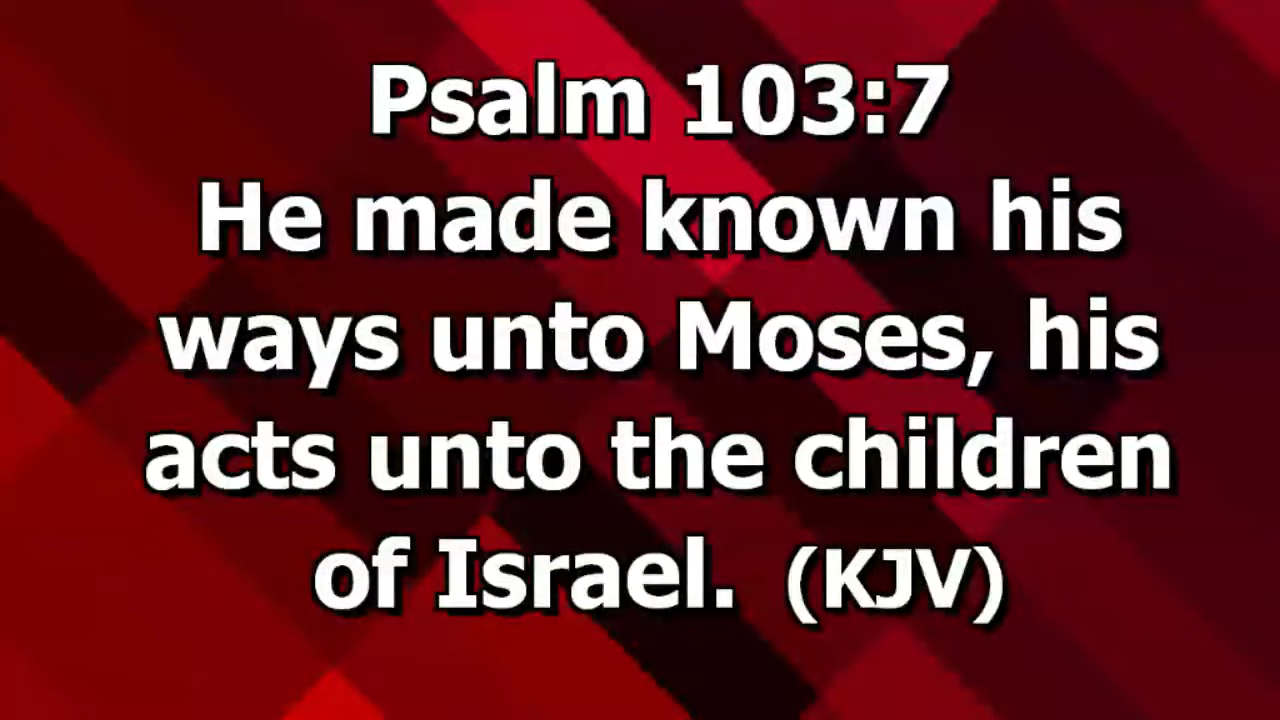 Psalm 103:7
He made known his
ways unto Moses, his
acts unto the children
of Israel. (KJV)